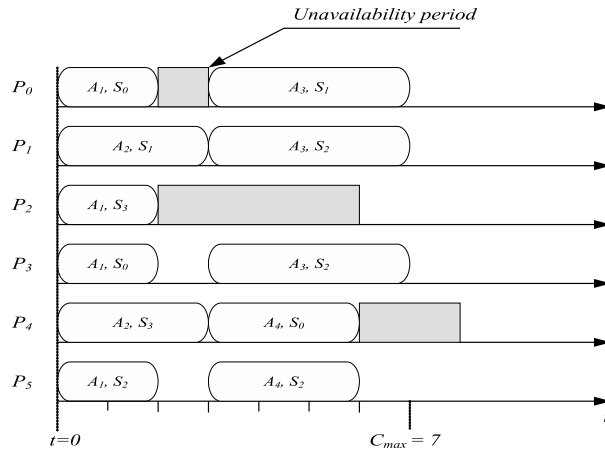 Unavailability period
P0 A1, S0 A3, S1
P1 A2, S1 A3, S2
P2 A1, S3
P3 A1, S0 A3, S2
P4 A2, S3 A4, S0
P5 A1, S2 A4, S2
t=0 Cmax = 7